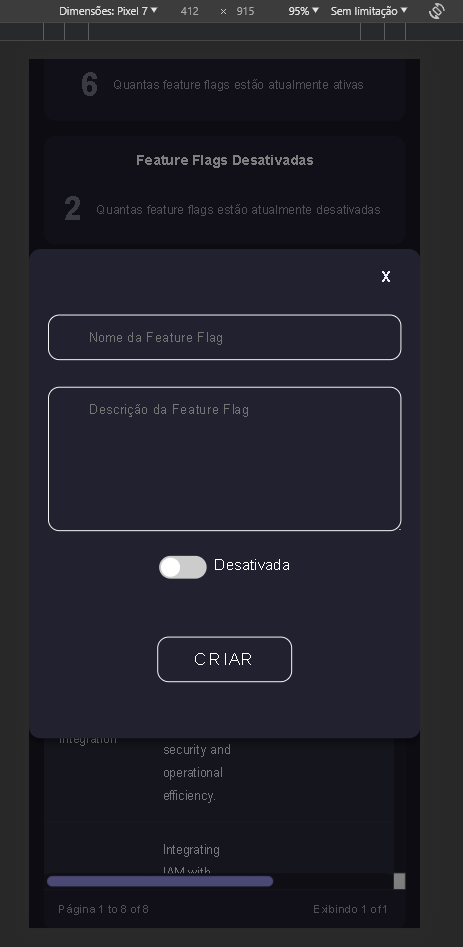 Dimensões: Pixel 7 412 × 915 95% Sem limitação
6 Quantas feature flags estão atualmente ativas
Feature Flags Desativadas
2 Quantas feature flags estão atualmente desativadas
X
Nome da Feature Flag
Descrição da Feature Flag
Desativada
CRIAR
Integration
security and
operational
efficiency.
Integrating
IAM with
Página 1 to 8 of 8 Exibindo 1 of 1